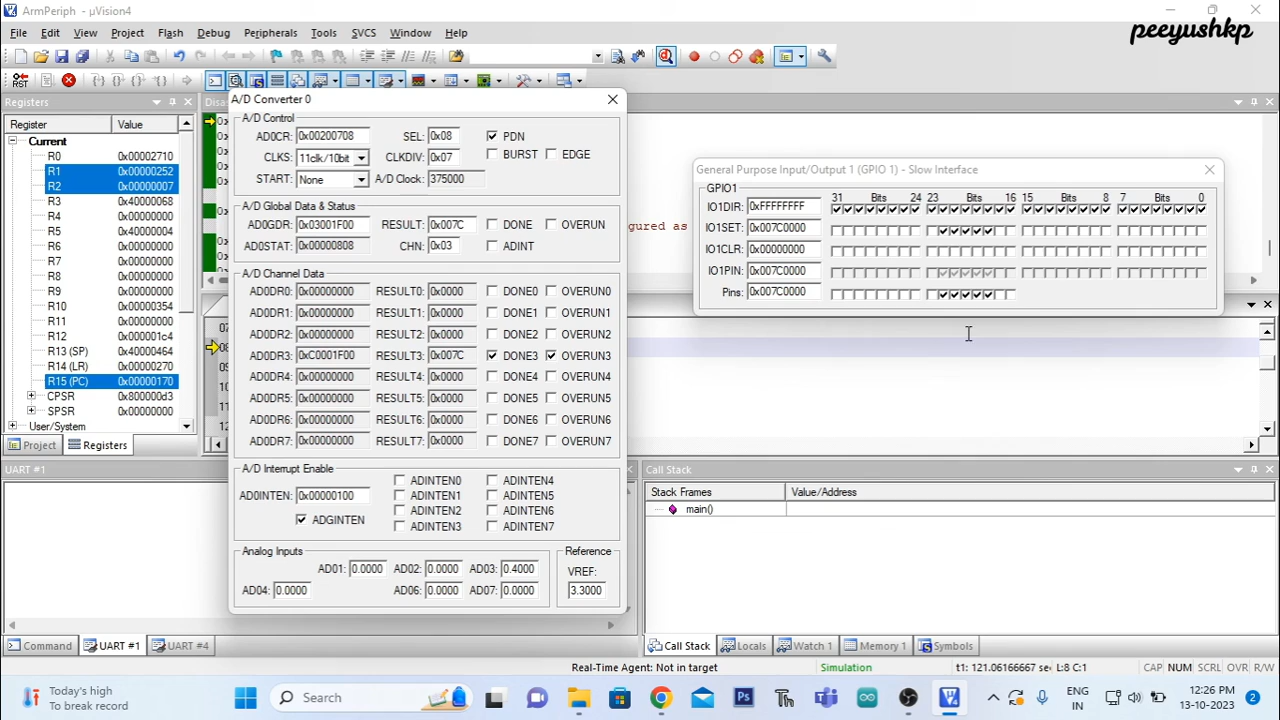 ArmPeriph - µVision4
peeyushkp
File Edit View Project Flash Debug Peripherals Tools SVCS Window Help
Registers
Register Value
Current
R0 0x00002710
R1 0x00000252
R2 0x00000007
R3 0x40000068
R4 0x00000000
R5 0x00000000
R6 0x00000000
R7 0x00000000
R8 0x00000000
R9 0x00000000
R10 0x00000354
R11 0x00000000
R12 0x000001c4
R13 (SP) 0x40000464
R14 (LR) 0x00000270
R15 (PC) 0x00000170
CPSR 0x800000d3
SPSR 0x00000000
User/System
Project Registers
A/D Converter 0
A/D Control
AD0CR: 0x00200708 SEL: 0x08 PDN
CLKS: 11clk/10bit CLKDIV: 0x07 BURST EDGE
START: None A/D Clock: 375000
A/D Global Data & Status
AD0GDR: 0x03001F00 RESULT: 0x007C DONE OVERUN
AD0STAT: 0x00000808 CHN: 0x03 ADINT
A/D Channel Data
AD0DR0: 0x00000000 RESULT0: 0x0000 DONE0 OVERUN0
AD0DR1: 0x00000000 RESULT1: 0x0000 DONE1 OVERUN1
AD0DR2: 0x00000000 RESULT2: 0x0000 DONE2 OVERUN2
AD0DR3: 0xC0001F00 RESULT3: 0x007C DONE3 OVERUN3
AD0DR4: 0x00000000 RESULT4: 0x0000 DONE4 OVERUN4
AD0DR5: 0x00000000 RESULT5: 0x0000 DONE5 OVERUN5
AD0DR6: 0x00000000 RESULT6: 0x0000 DONE6 OVERUN6
AD0DR7: 0x00000000 RESULT7: 0x0000 DONE7 OVERUN7
A/D Interrupt Enable
ADINTEN0 ADINTEN4
AD0INTEN: 0x00000100 ADINTEN1 ADINTEN5
ADINTEN2 ADINTEN6
ADGINTEN ADINTEN3 ADINTEN7
Analog Inputs Reference
AD01: 0.0000 AD02: 0.0000 AD03: 0.4000 VREF:
AD04: 0.0000 AD06: 0.0000 AD07: 0.0000 3.3000
General Purpose Input/Output 1 (GPIO 1) - Slow Interface
GPIO1
31 Bits 24 23 Bits 16 15 Bits 8 7 Bits 0
IO1DIR: 0xFFFFFFFF
IO1SET: 0x007C0000
IO1CLR: 0x00000000
IO1PIN: 0x007C0000
Pins: 0x007C0000
gured as
UART #1
Call Stack
Stack Frames Value/Address
main()
Command UART #1 UART #4
Call Stack Locals Watch 1 Memory 1 Symbols
Real-Time Agent: Not in target Simulation t1: 121.06166667 sec L:8 C:1 CAP NUM SCRL OVR R/W
Today's high
To break record
Search
ENG
IN
12:26 PM
13-10-2023
2